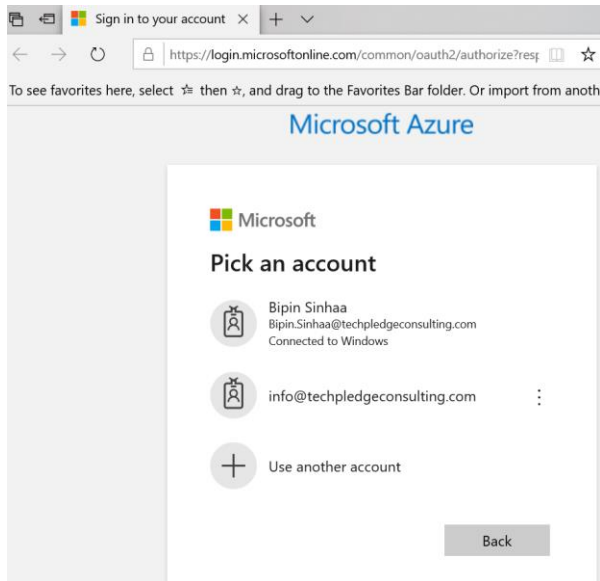 Sign in to your account
https://login.microsoftonline.com/common/oauth2/authorize?resp
To see favorites here, select ☆ then ☆, and drag to the Favorites Bar folder. Or import from anoth
Microsoft Azure
Microsoft
Pick an account
Bipin Sinhaa
Bipin.Sinhaa@techpledgeconsulting.com
Connected to Windows
info@techpledgeconsulting.com
Use another account
Back